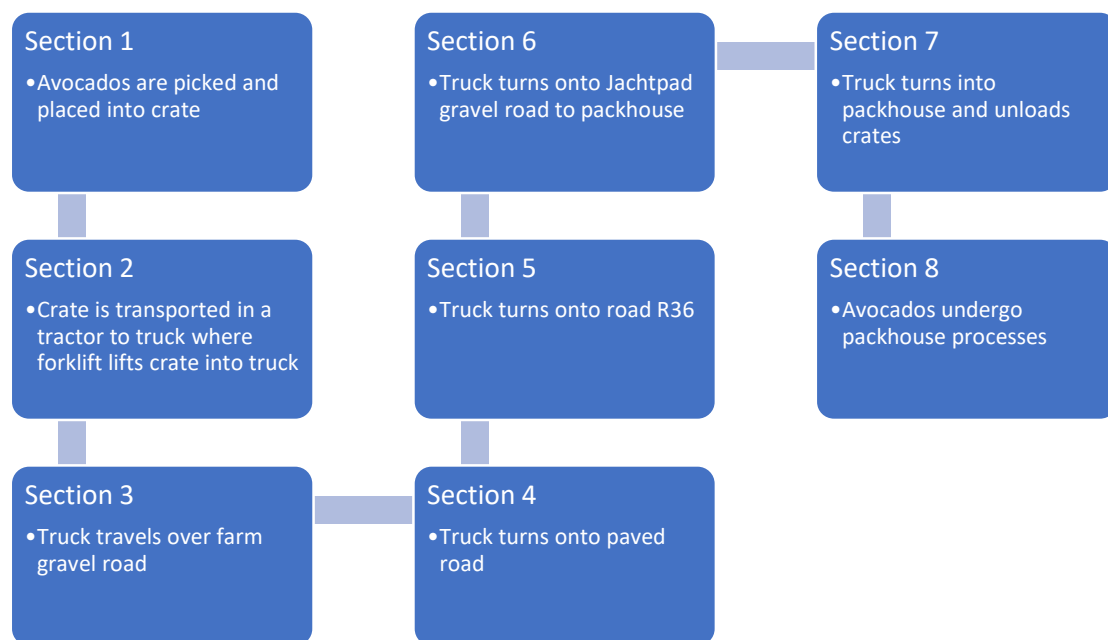 Section 1
•Avocados are picked and
placed into crate
Section 2
•Crate is transported in a
tractor to truck where
forklift lifts crate into truck
Section 3
•Truck travels over farm
gravel road
Section 4
•Truck turns onto paved
road
Section 5
•Truck turns onto road R36
Section 6
•Truck turns onto Jachtpad
gravel road to packhouse
Section 7
•Truck turns into
packhouse and unloads
crates
Section 8
•Avocados undergo
packhouse processes